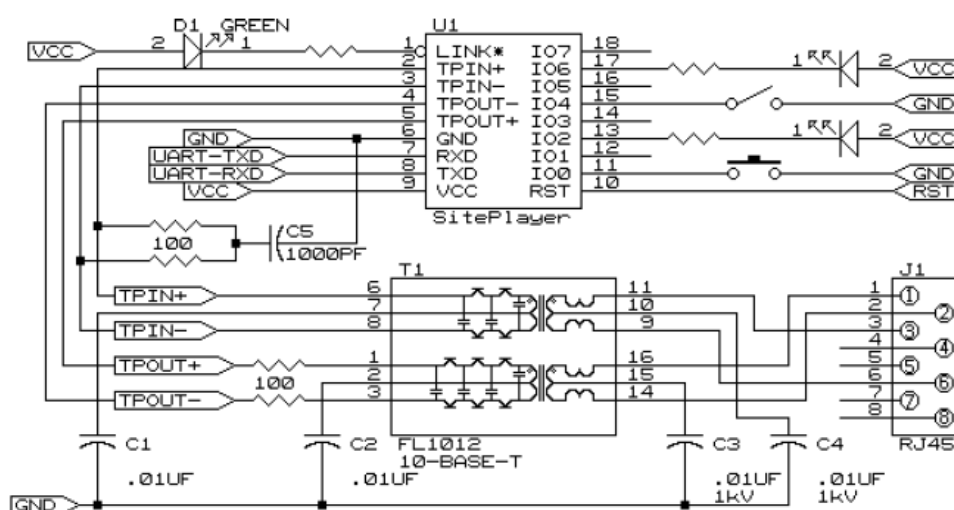 D1 GREEN U1
VCC 2 1 1 LINK* IO7 18
2 TPIN+ IO6 17 1 2 VCC
3 TPIN- IO5 16
4 TPOUT- IO4 15 GND
5 TPOUT+ IO3 14
GND 6 GND IO2 13 1 2 VCC
UART-TXD 7 RXD IO1 12
UART-RXD 8 TXD IO0 11 GND
VCC 9 VCC RST 10 RST
SitePlayer
100 C5
1000PF
T1 J1
TPIN+ 6 11 1 1
7 10 2 2
TPIN- 8 9 3 3
4 4
TPOUT+ 1 16 5 5
100 2 15 6 6
TPOUT- 3 14 7 7
8 8
C1 C2 FL1012 C3 C4 RJ45
10-BASE-T
.01UF .01UF .01UF .01UF
1kV 1kV
GND